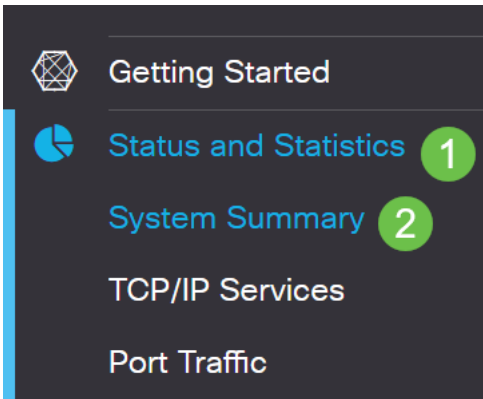 Getting Started
Status and Statistics 1
System Summary 2
TCP/IP Services
Port Traffic